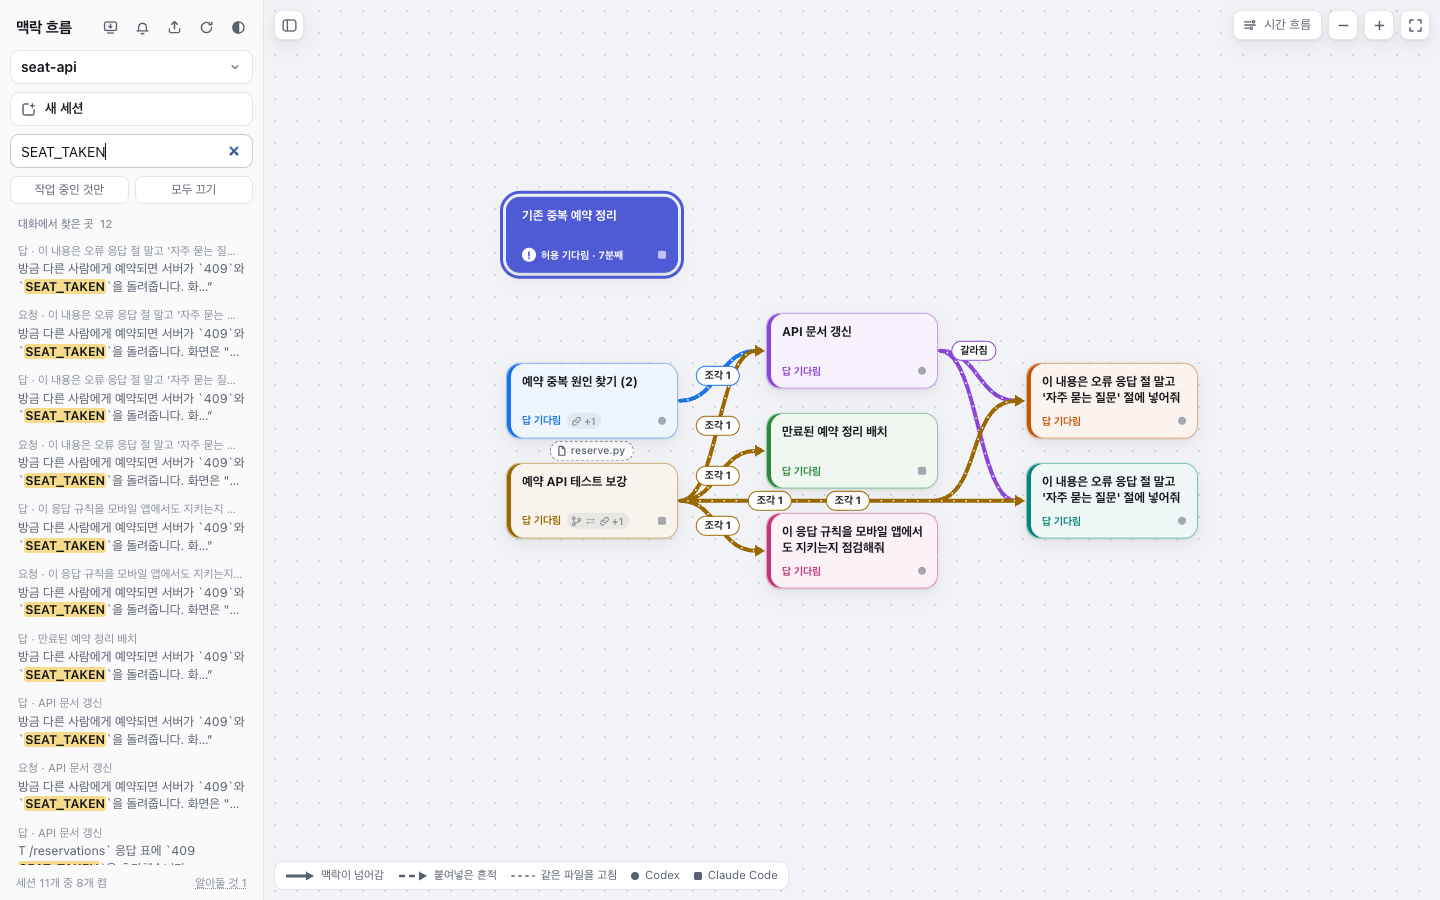 맥락 흐름
seat-api
새 세션
SEAT_TAKEN
작업 중인 것만
모두 끄기
대화에서 찾은 곳 12
답 · 이 내용은 오류 응답 절 말고 '자주 묻는 질...
방금 다른 사람에게 예약되면 서버가 `409`와
`SEAT_TAKEN`을 돌려줍니다. 화..."
요청 · 이 내용은 오류 응답 절 말고 '자주 묻는 ...
방금 다른 사람에게 예약되면 서버가 `409`와
`SEAT_TAKEN`을 돌려줍니다. 화면은 "...
답 · 이 내용은 오류 응답 절 말고 '자주 묻는 질...
방금 다른 사람에게 예약되면 서버가 `409`와
`SEAT_TAKEN`을 돌려줍니다. 화..."
요청 · 이 내용은 오류 응답 절 말고 '자주 묻는 ...
방금 다른 사람에게 예약되면 서버가 `409`와
`SEAT_TAKEN`을 돌려줍니다. 화면은 "...
답 · 이 응답 규칙을 모바일 앱에서도 지키는지 ...
방금 다른 사람에게 예약되면 서버가 `409`와
`SEAT_TAKEN`을 돌려줍니다. 화..."
요청 · 이 응답 규칙을 모바일 앱에서도 지키는지...
방금 다른 사람에게 예약되면 서버가 `409`와
`SEAT_TAKEN`을 돌려줍니다. 화면은 "...
답 · 만료된 예약 정리 배치
방금 다른 사람에게 예약되면 서버가 `409`와
`SEAT_TAKEN`을 돌려줍니다. 화..."
답 · API 문서 갱신
방금 다른 사람에게 예약되면 서버가 `409`와
`SEAT_TAKEN`을 돌려줍니다. 화..."
요청 · API 문서 갱신
방금 다른 사람에게 예약되면 서버가 `409`와
`SEAT_TAKEN`을 돌려줍니다. 화면은 "...
답 · API 문서 갱신
T /reservations` 응답 표에 `409
세션 11개 중 8개 켬
알아둘 것 1
시간 흐름
기존 중복 예약 정리
허용 기다림 · 7분째
API 문서 갱신
답 기다림
갈라짐
예약 중복 원인 찾기 (2)
답 기다림
+1
조각 1
조각 1
reserve.py
만료된 예약 정리 배치
답 기다림
이 내용은 오류 응답 절 말고
'자주 묻는 질문' 절에 넣어줘
답 기다림
예약 API 테스트 보강
답 기다림
+1
조각 1
조각 1
조각 1
조각 1
이 내용은 오류 응답 절 말고
'자주 묻는 질문' 절에 넣어줘
답 기다림
이 응답 규칙을 모바일 앱에서
도 지키는지 점검해줘
답 기다림
맥락이 넘어감
붙여넣은 흔적
같은 파일을 고침
Codex
Claude Code